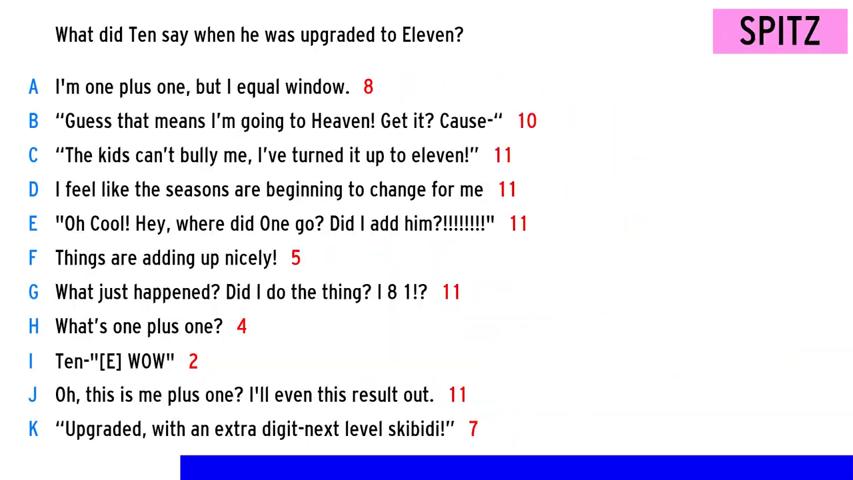 What did Ten say when he was upgraded to Eleven?
SPITZ
A I'm one plus one, but I equal window. 8
B “Guess that means I’m going to Heaven! Get it? Cause-“ 10
C “The kids can’t bully me, I’ve turned it up to eleven!” 11
D I feel like the seasons are beginning to change for me 11
E "Oh Cool! Hey, where did One go? Did I add him?!!!!!!!!" 11
F Things are adding up nicely! 5
G What just happened? Did I do the thing? I 8 1!? 11
H What’s one plus one? 4
I Ten-"[E] WOW" 2
J Oh, this is me plus one? I'll even this result out. 11
K “Upgraded, with an extra digit-next level skibidi!” 7